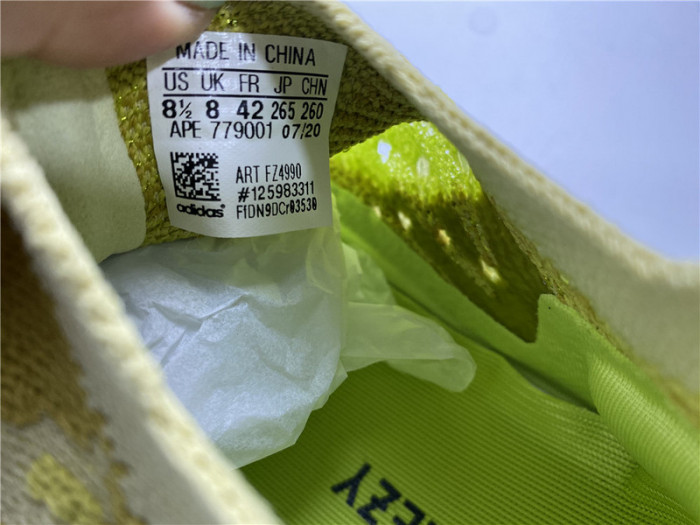 MADE IN CHINA
US UK FR JP CHN
8½ 8 42 265 260
APE 779001 07/20
ART FZ4990
#125983311
adidas
F1DN9DCr03530